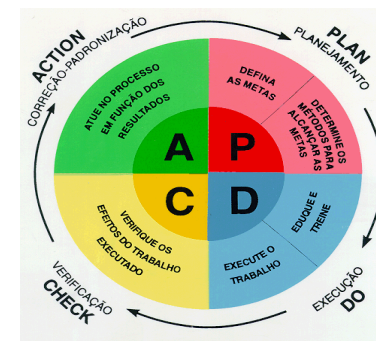 ACTION
CORREÇÃO-PADRONIZAÇÃO
PLAN
PLANEJAMENTO
ATUE NO PROCESSO
EM FUNÇÃO DOS
RESULTADOS
DEFINA
AS METAS
DETERMINE OS
MÉTODOS PARA
ALCANÇAR AS
METAS
A
P
C
D
VERIFIQUE OS
EFEITOS DO TRABALHO
EXECUTADO
EDUQUE E
TREINE
EXECUTE O
TRABALHO
VERIFICAÇÃO
CHECK
EXECUÇÃO
DO